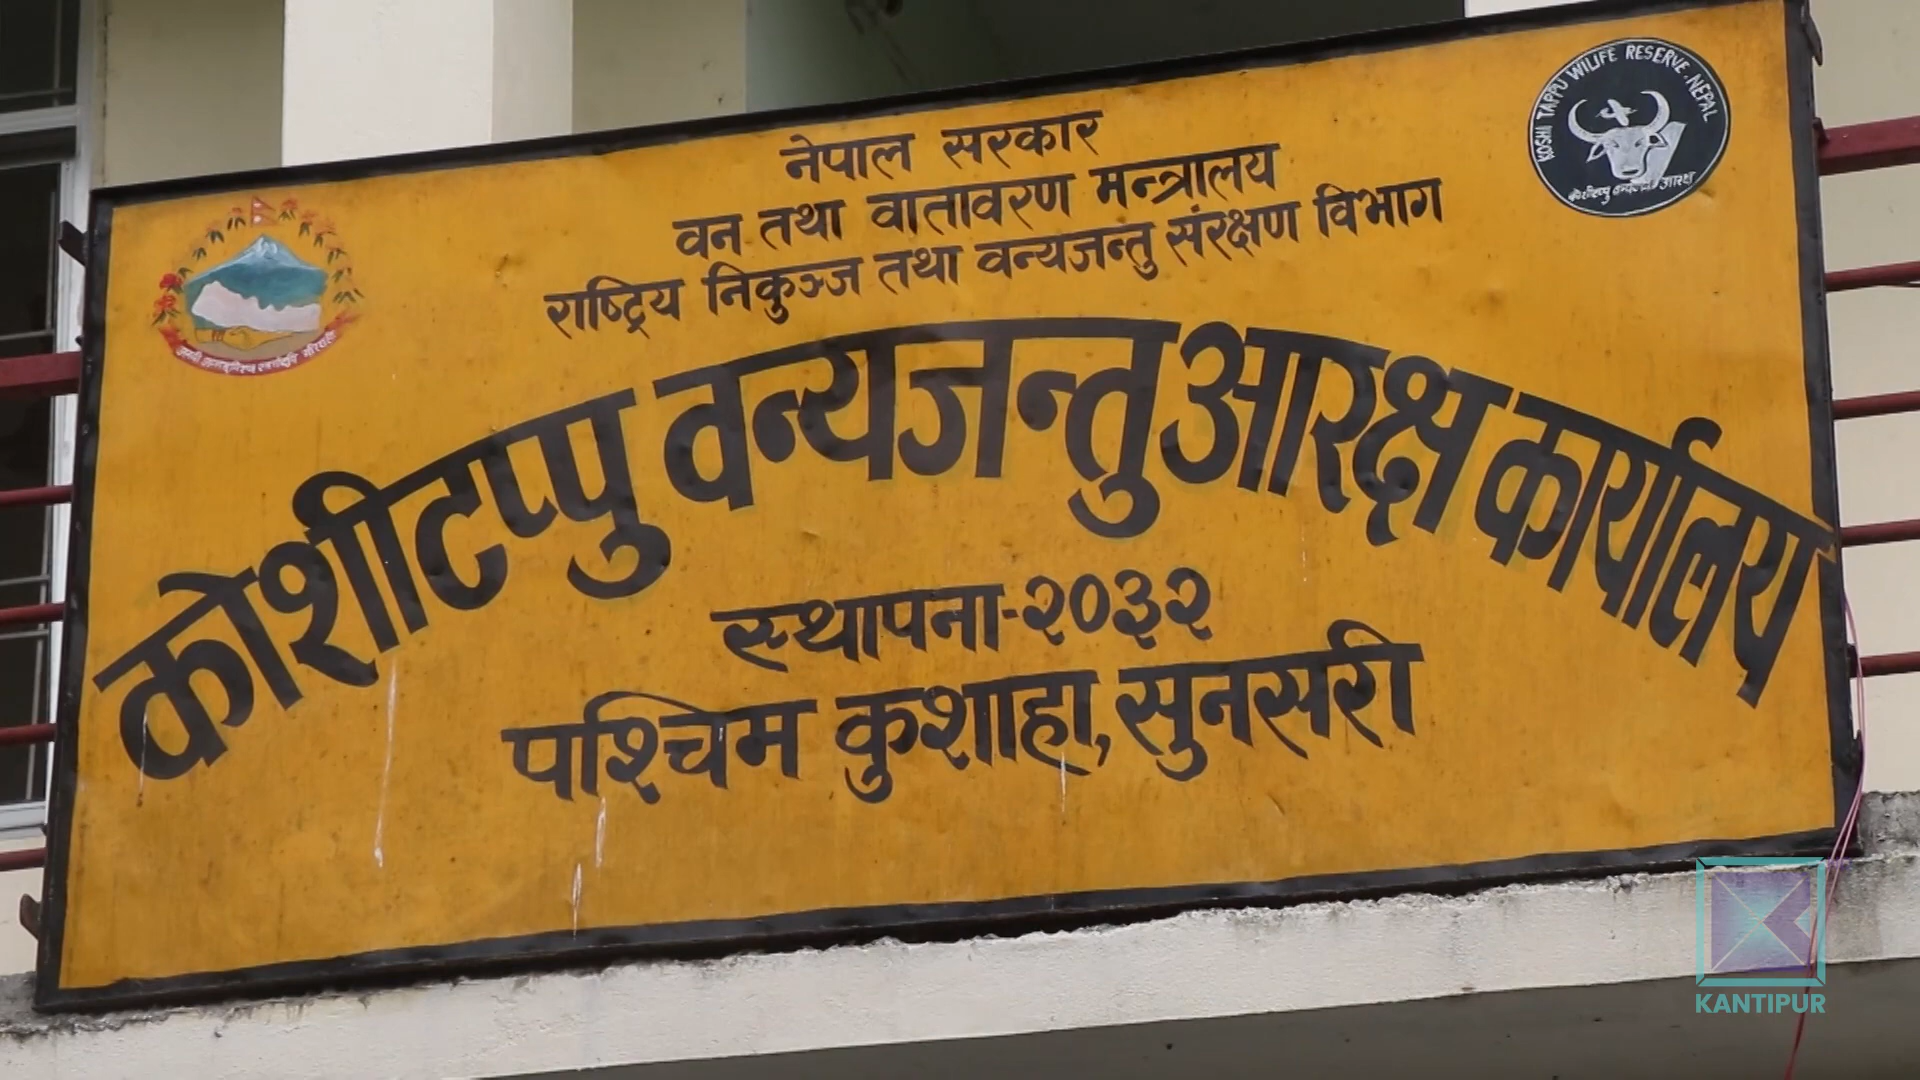 नेपाल सरकार
वन तथा वातावरण मन्त्रालय
राष्ट्रिय निकुञ्ज तथा वन्यजन्तु संरक्षण विभाग
कोशीटप्पु वन्यजन्तु आरक्ष कार्यालय
स्थापना-२०३२
पश्चिम कुशाहा, सुनसरी
KOSHI TAPPU WILIFE RESERVE-NEPAL
KANTIPUR